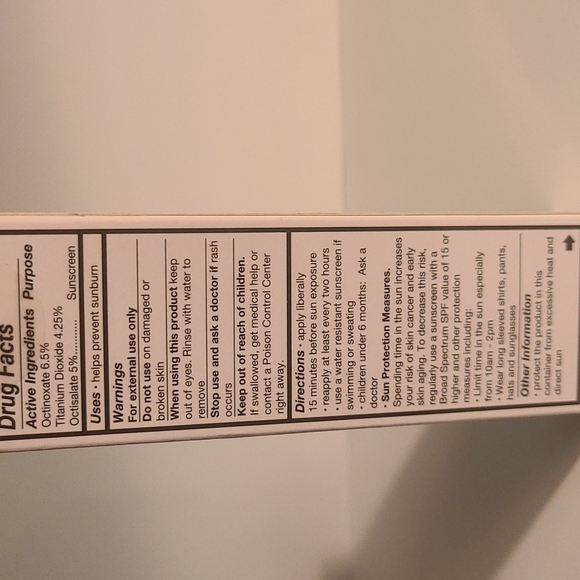 Drug Facts
Active Ingredients Purpose
Octinoxate 6.5%
Titanium Dioxide 4.25%
Octisalate 5%............ Sunscreen
Uses • helps prevent sunburn
Warnings
For external use only
Do not use on damaged or
broken skin
When using this product keep
out of eyes. Rinse with water to
remove
Stop use and ask a doctor if rash
occurs
Keep out of reach of children.
If swallowed, get medical help or
contact a Poison Control Center
right away.
Directions • apply liberally
15 minutes before sun exposure
• reapply at least every two hours
• use a water resistant sunscreen if
swimming or sweating
• children under 6 months: Ask a
doctor
• Sun Protection Measures.
Spending time in the sun increases
your risk of skin cancer and early
skin aging. To decrease this risk,
regularly use a sunscreen with a
Broad Spectrum SPF value of 15 or
higher and other protection
measures including:
• Limit time in the sun especially
from 10am - 2pm
• Wear long sleeved shirts, pants,
hats and sunglasses
Other Information
• protect the product in this
container from excessive heat and
direct sun